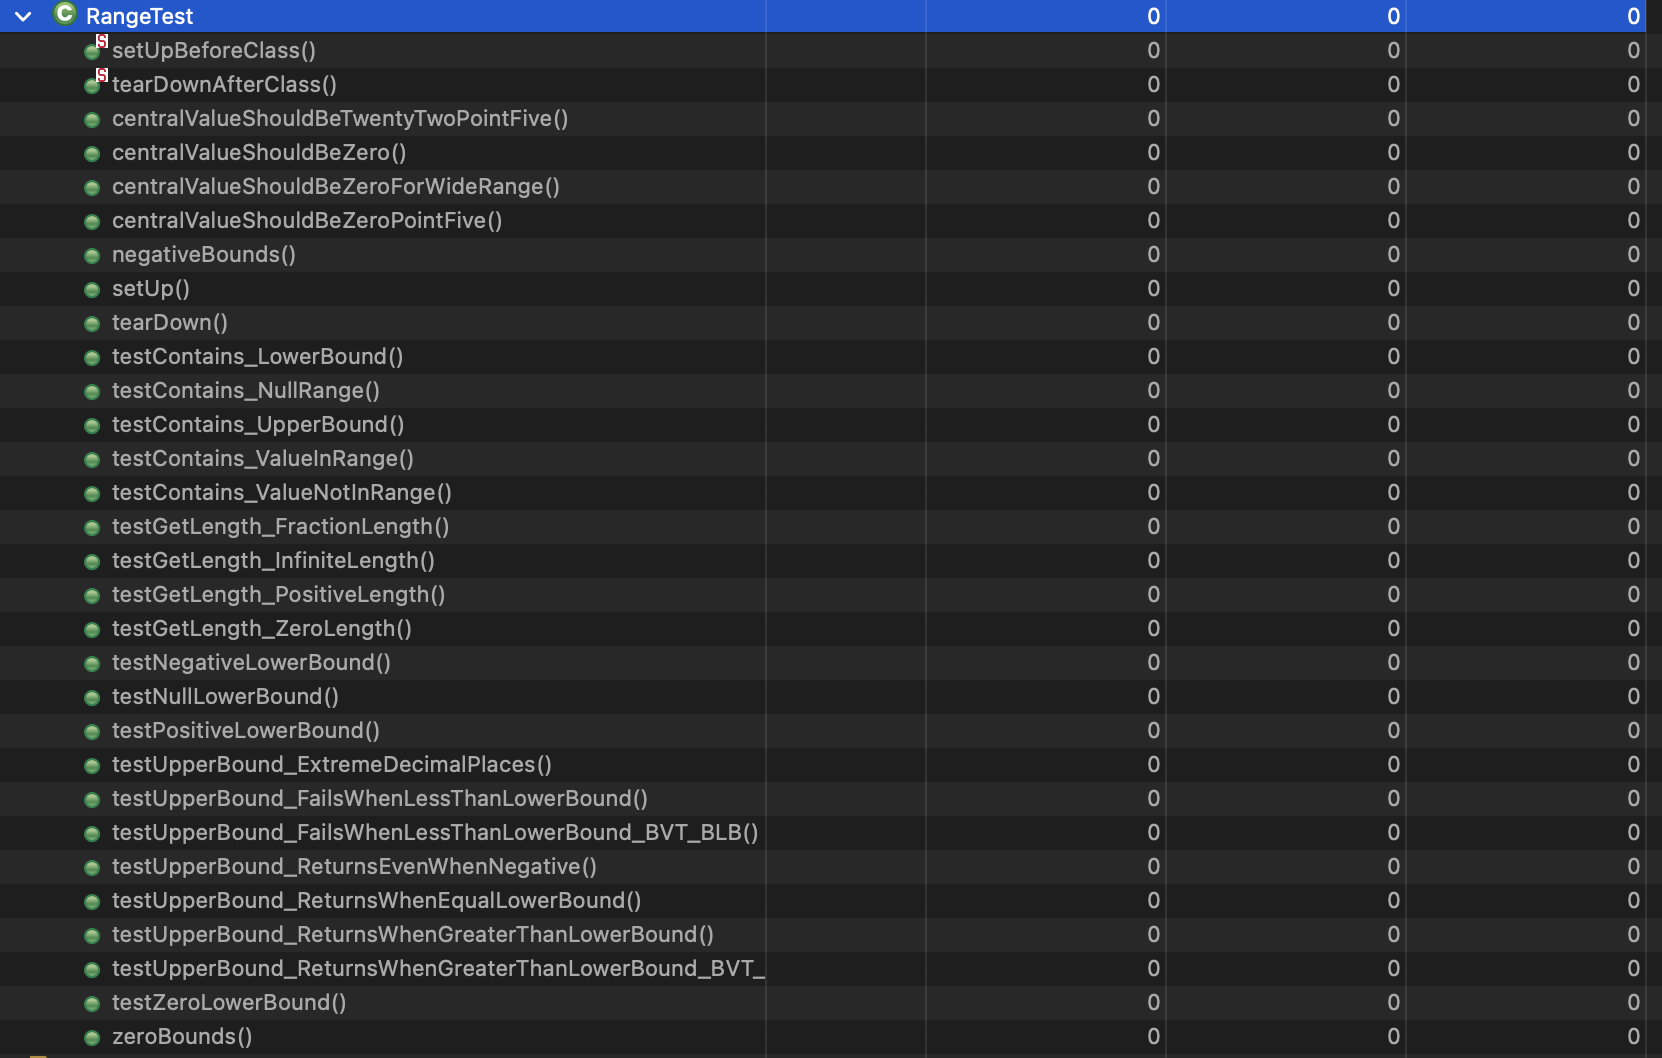 RangeTest 0 0 0
setUpBeforeClass() 0 0 0
tearDownAfterClass() 0 0 0
centralValueShouldBeTwentyTwoPointFive() 0 0 0
centralValueShouldBeZero() 0 0 0
centralValueShouldBeZeroForWideRange() 0 0 0
centralValueShouldBeZeroPointFive() 0 0 0
negativeBounds() 0 0 0
setUp() 0 0 0
tearDown() 0 0 0
testContains_LowerBound() 0 0 0
testContains_NullRange() 0 0 0
testContains_UpperBound() 0 0 0
testContains_ValueInRange() 0 0 0
testContains_ValueNotInRange() 0 0 0
testGetLength_FractionLength() 0 0 0
testGetLength_InfiniteLength() 0 0 0
testGetLength_PositiveLength() 0 0 0
testGetLength_ZeroLength() 0 0 0
testNegativeLowerBound() 0 0 0
testNullLowerBound() 0 0 0
testPositiveLowerBound() 0 0 0
testUpperBound_ExtremeDecimalPlaces() 0 0 0
testUpperBound_FailsWhenLessThanLowerBound() 0 0 0
testUpperBound_FailsWhenLessThanLowerBound_BVT_BLB() 0 0 0
testUpperBound_ReturnsEvenWhenNegative() 0 0 0
testUpperBound_ReturnsWhenEqualLowerBound() 0 0 0
testUpperBound_ReturnsWhenGreaterThanLowerBound() 0 0 0
testUpperBound_ReturnsWhenGreaterThanLowerBound_BVT_ 0 0 0
testZeroLowerBound() 0 0 0
zeroBounds() 0 0 0